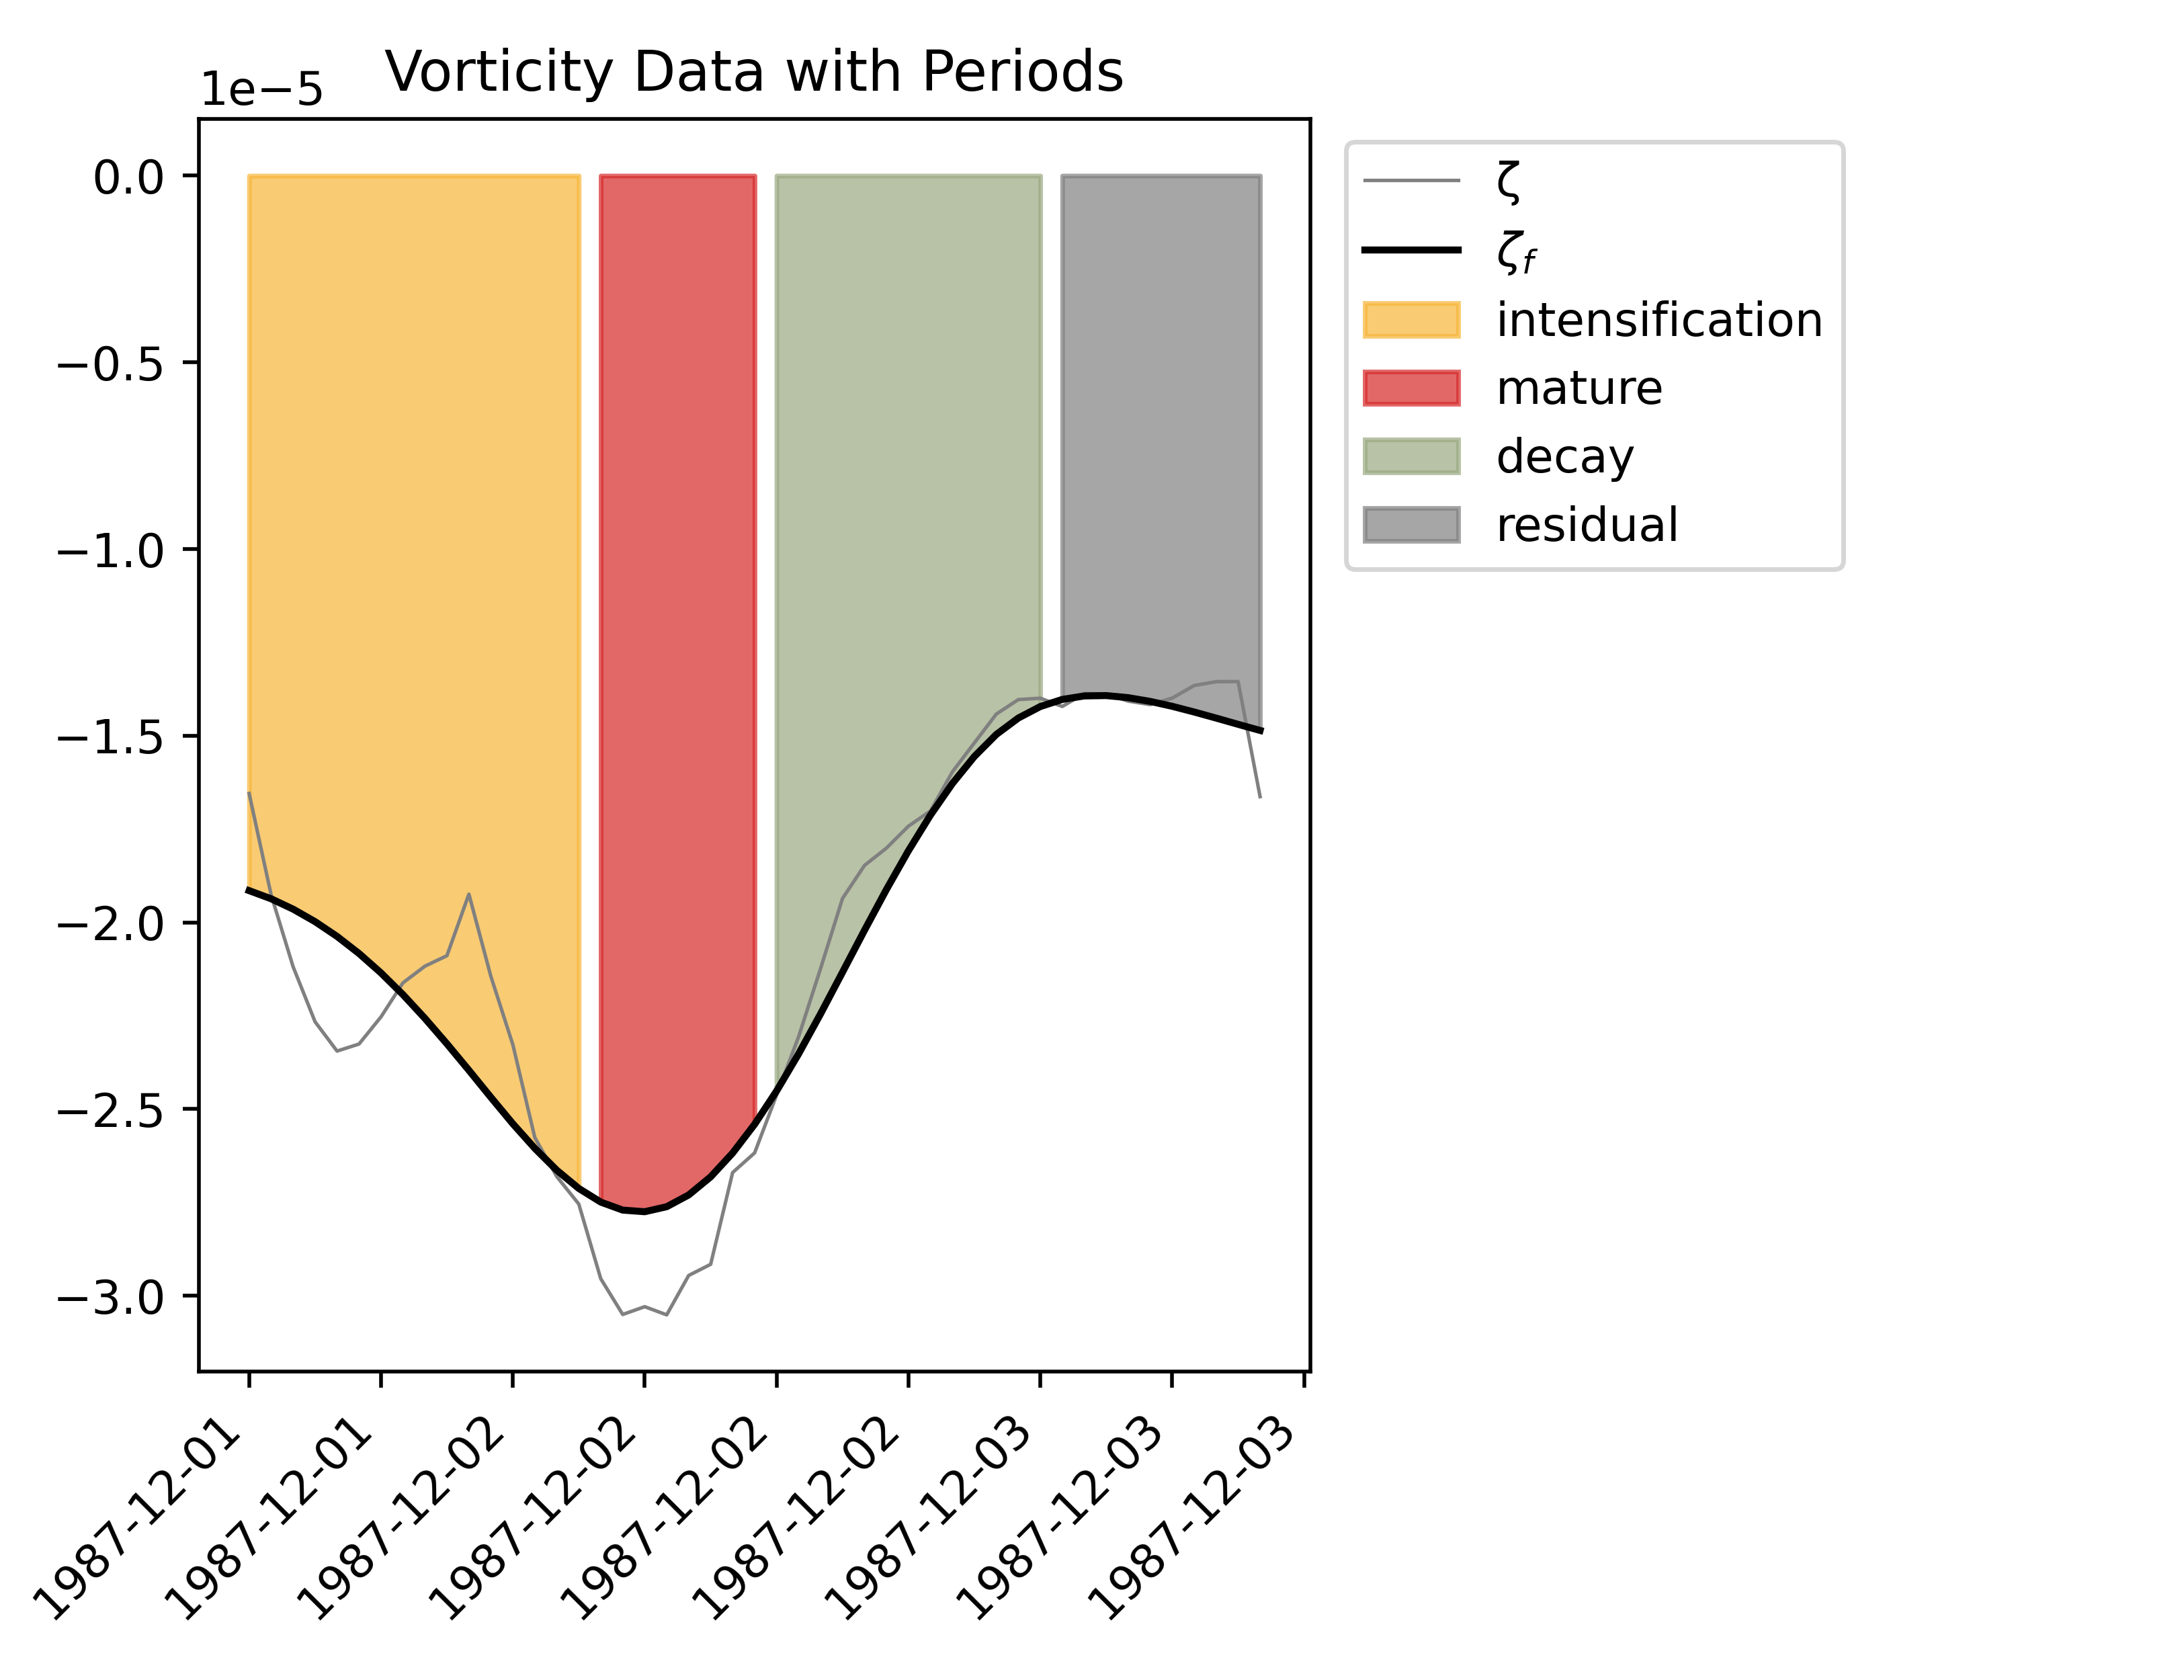 Vorticity Data with Periods
1e−5
0.0
−0.5
−1.0
−1.5
−2.0
−2.5
−3.0
1987-12-01
1987-12-01
1987-12-02
1987-12-02
1987-12-02
1987-12-02
1987-12-03
1987-12-03
1987-12-03
ζ
ζf
intensification
mature
decay
residual